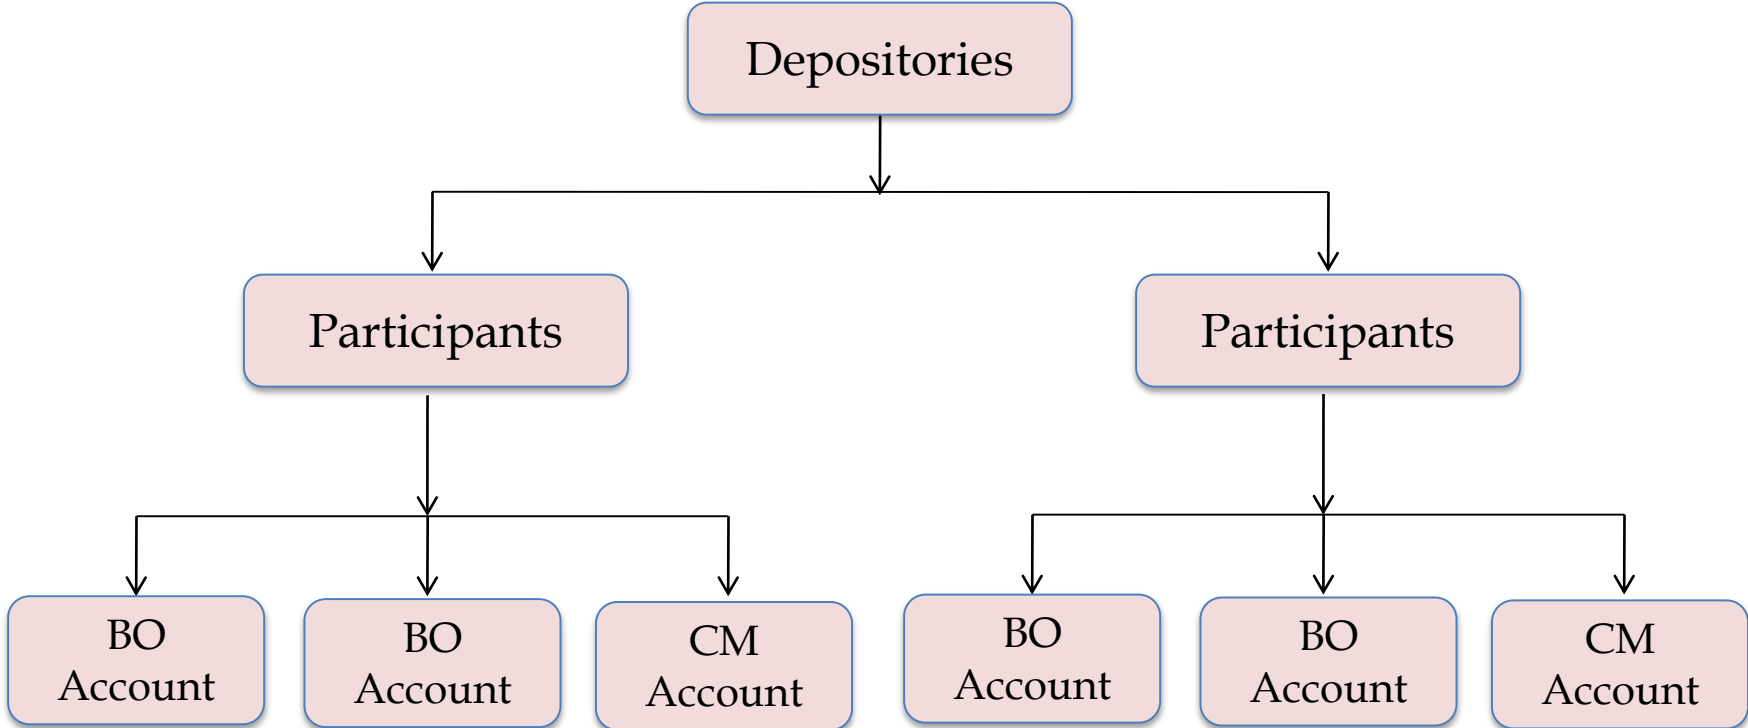 Depositories
Participants
Participants
BO
Account
BO
Account
CM
Account
BO
Account
BO
Account
CM
Account